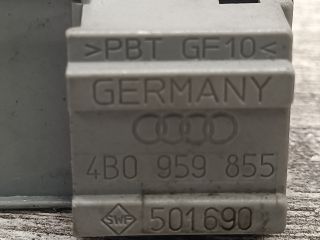 >PBT GF10<
GERMANY
4B0 959 855
SWF 501690